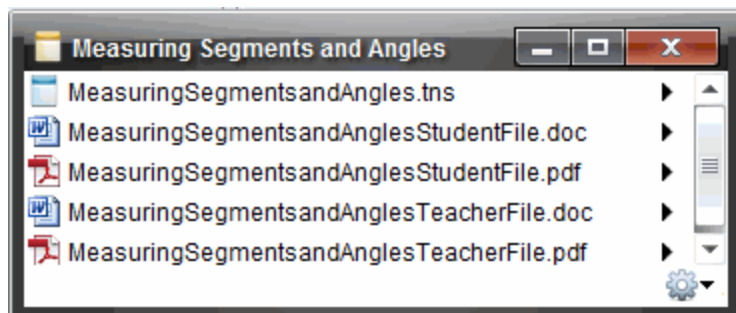 Measuring Segments and Angles
MeasuringSegmentsandAngles.tns
MeasuringSegmentsandAnglesStudentFile.doc
MeasuringSegmentsandAnglesStudentFile.pdf
MeasuringSegmentsandAnglesTeacherFile.doc
MeasuringSegmentsandAnglesTeacherFile.pdf